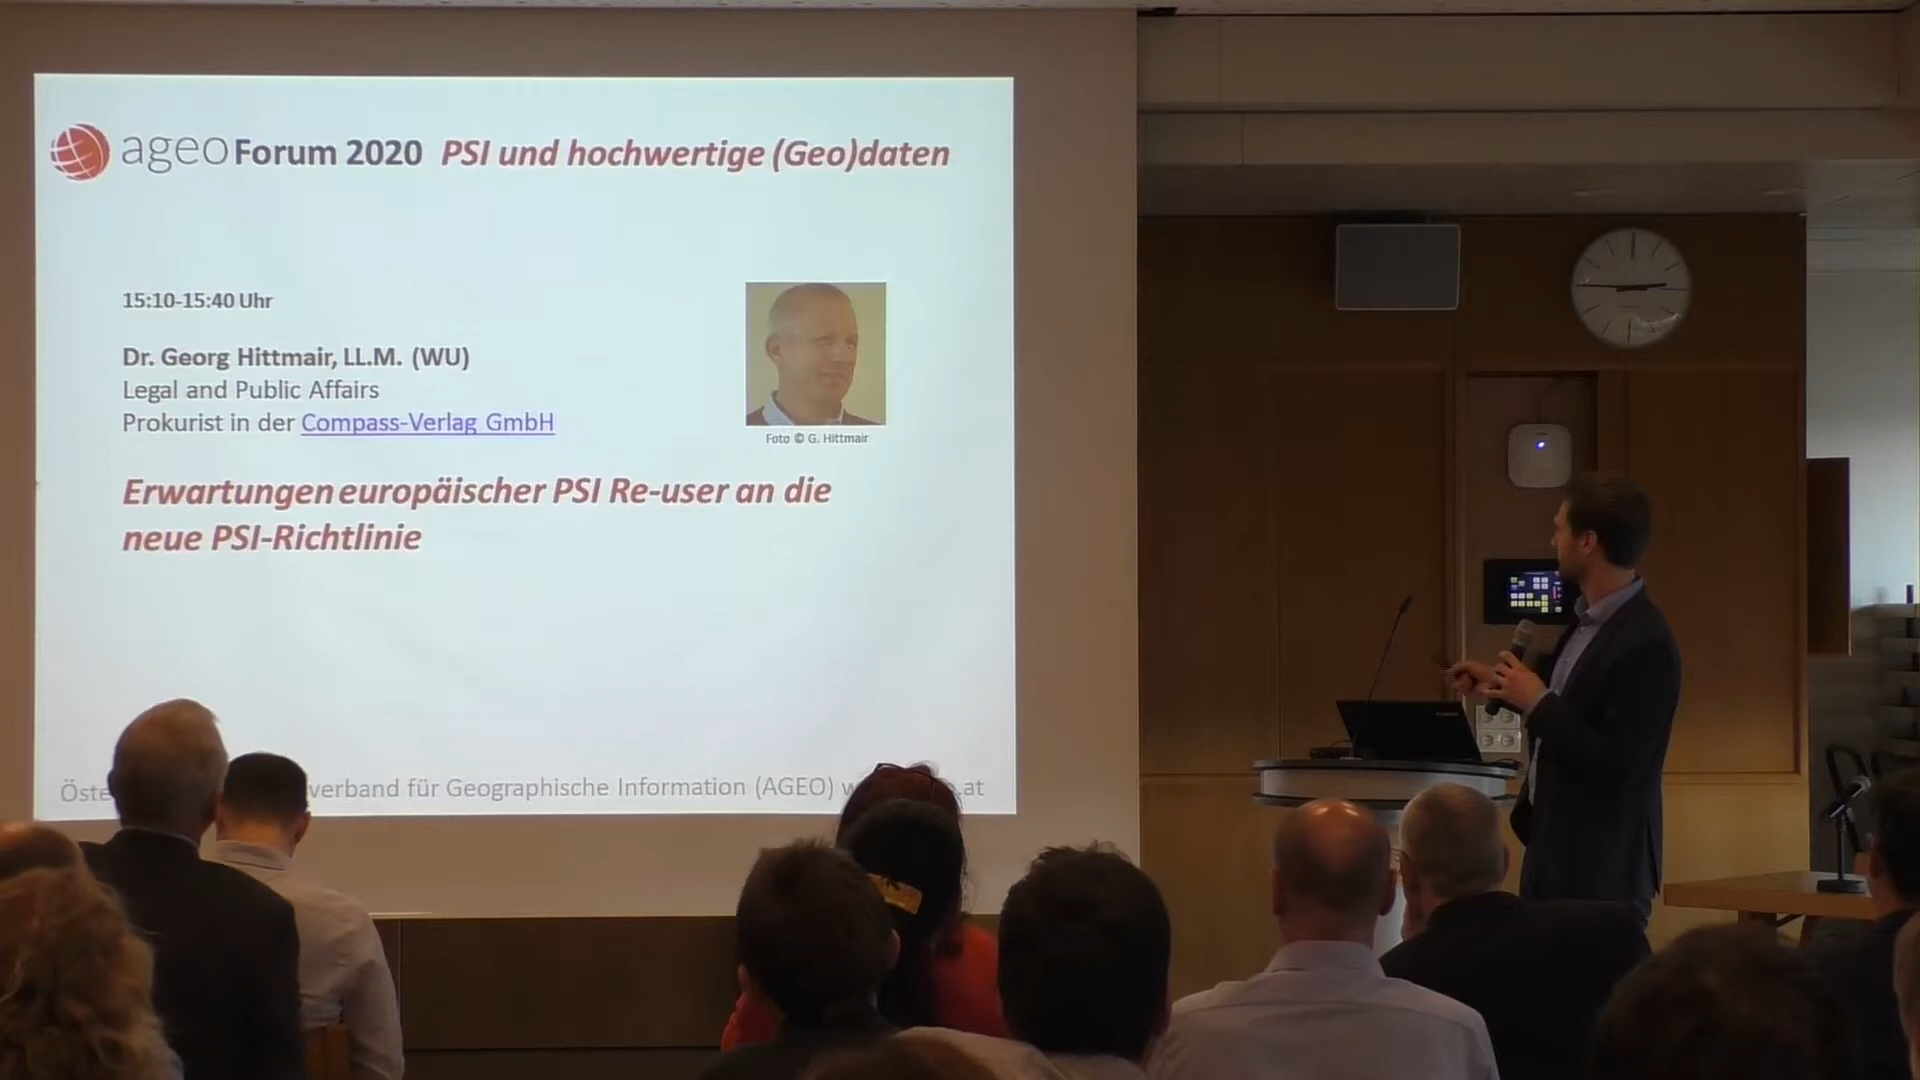 ageo Forum 2020 PSI und hochwertige (Geo)daten
15:10-15:40 Uhr
Dr. Georg Hittmair, LL.M. (WU)
Legal and Public Affairs
Prokurist in der Compass-Verlag GmbH
Foto © G. Hittmair
Erwartungen europäischer PSI Re-user an die
neue PSI-Richtlinie
verband für Geographische Information (AGEO) .at